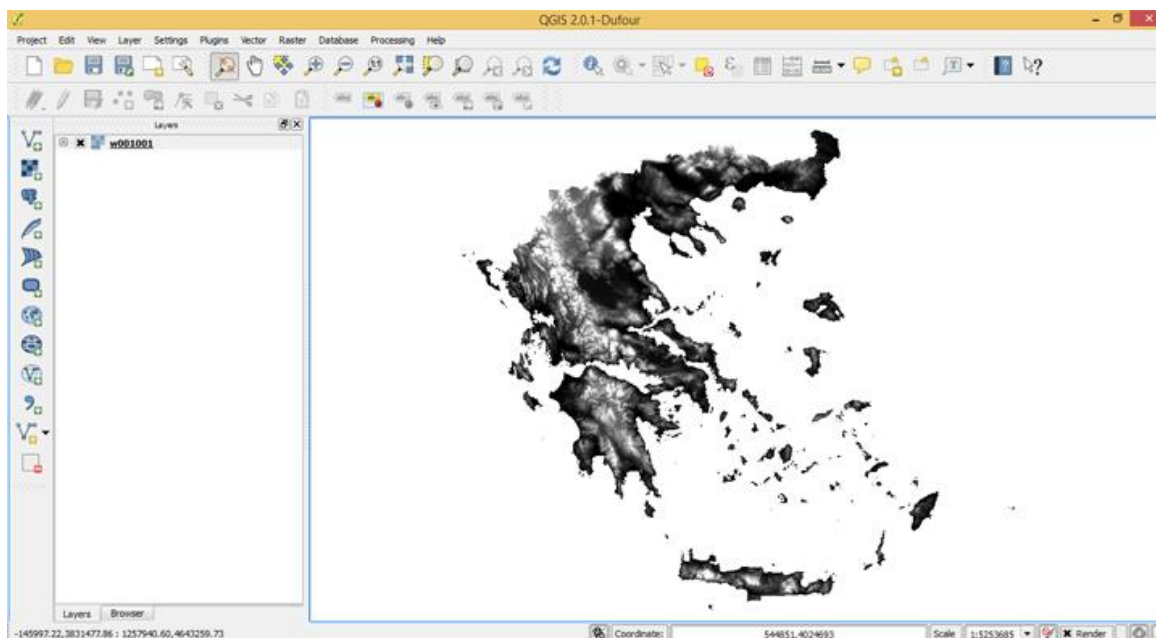 QGIS 2.0.1-Dufour
Project Edit View Layer Settings Plugins Vector Raster Database Processing Help
Layers
w001001
Layers Browser
-145997.22,3831477.86 : 1257940.60,4643259.73 Coordinate: 544851,4024693 Scale 1:5253685 Render